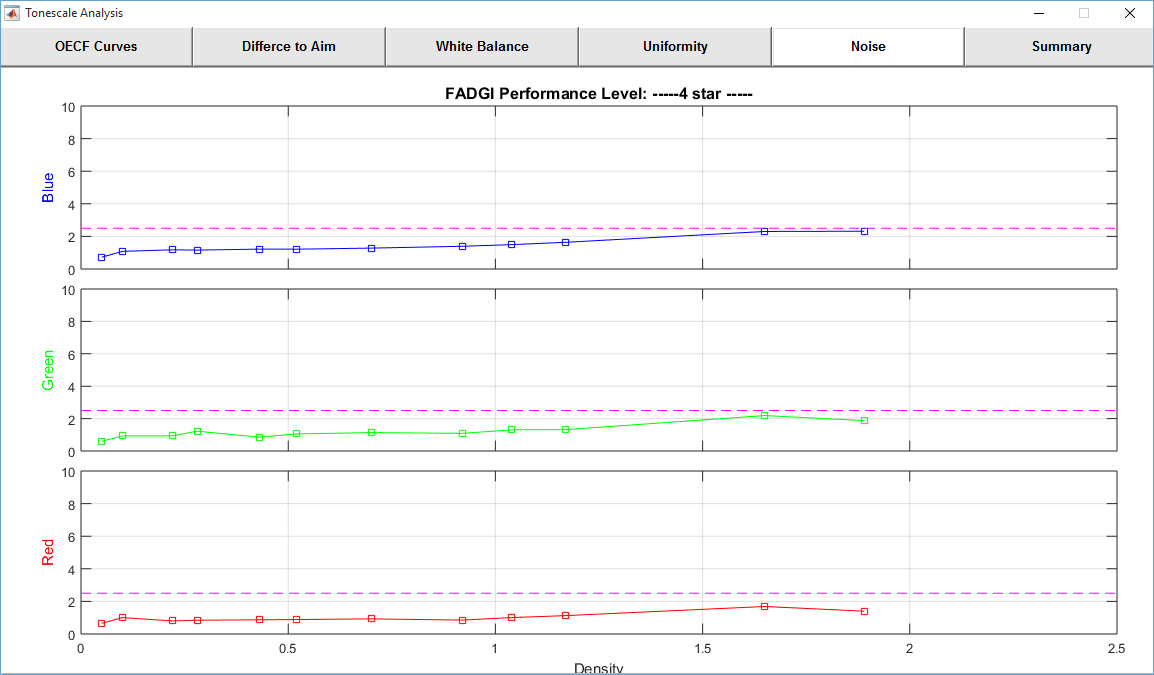 Tonescale Analysis
OECF Curves Differce to Aim White Balance Uniformity Noise Summary
FADGI Performance Level: -----4 star -----
10
8
6
4
2
0
Blue
10
8
6
4
2
0
Green
10
8
6
4
2
0
Red
0 0.5 1 1.5 2 2.5
Density